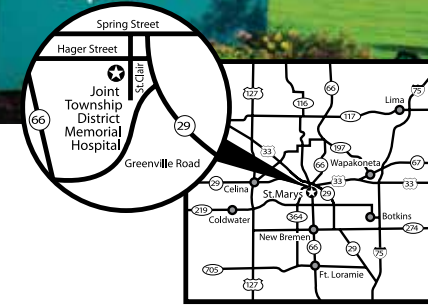 Spring Street
Hager Street
St.Clair
Joint
Township
District
Memorial
Hospital
66
29
Greenville Road
127
66
75
116
Lima
117
197
33
66
Wapakoneta
67
29
Celina
33
33
St.Marys
29
219
Coldwater
364
Botkins
New Bremen
274
66
29
75
705
Ft. Loramie
127